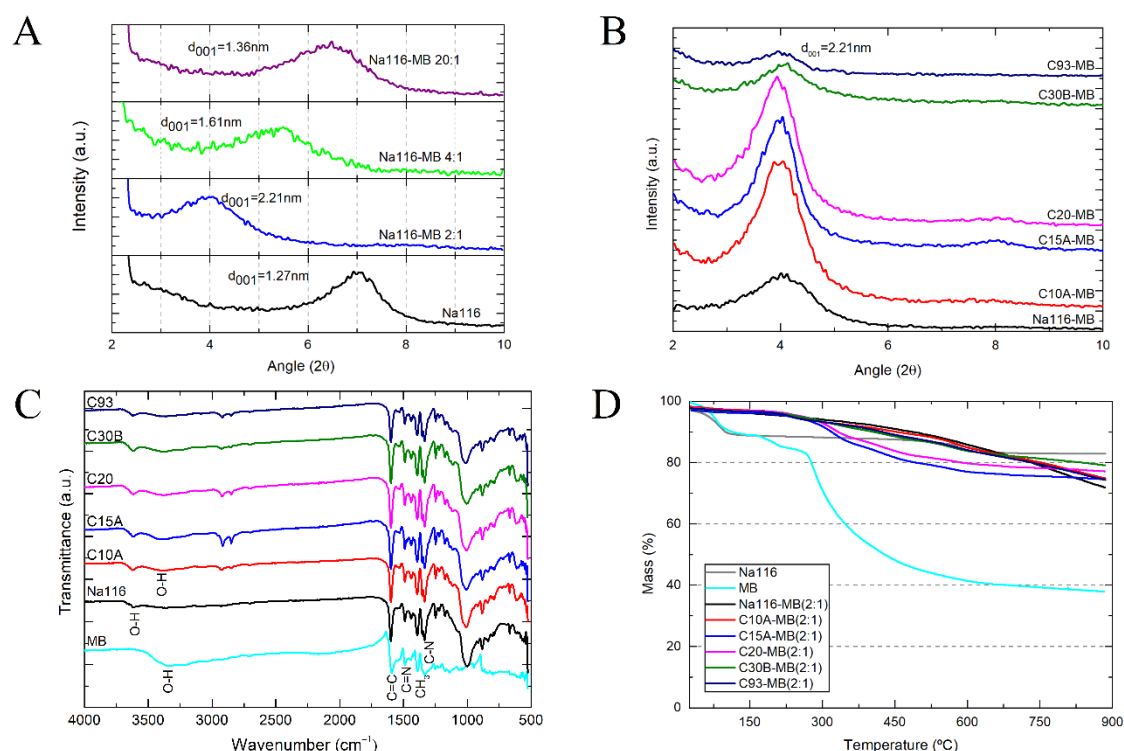 A
d001=1.36nm
Na116-MB 20:1
d001=1.61nm
Na116-MB 4:1
d001=2.21nm
Na116-MB 2:1
d001=1.27nm
Na116
Intensity (a.u.)
2 4 6 8 10
Angle (2θ)
B
d001=2.21nm
C93-MB
C30B-MB
C20-MB
C15A-MB
C10A-MB
Na116-MB
Intensity (a.u.)
2 4 6 8 10
Angle (2θ)
C
C93
C30B
C20
C15A
C10A
O-H
Na116
O-H
MB
O-H
C=C
C=N
CH3
C-N
Transmittance (a.u.)
4000 3500 3000 2500 2000 1500 1000 500
Wavenumber (cm⁻¹)
D
100
80
60
40
20
0
Mass (%)
Na116
MB
Na116-MB(2:1)
C10A-MB(2:1)
C15A-MB(2:1)
C20-MB(2:1)
C30B-MB(2:1)
C93-MB(2:1)
150 300 450 600 750 900
Temperature (ºC)